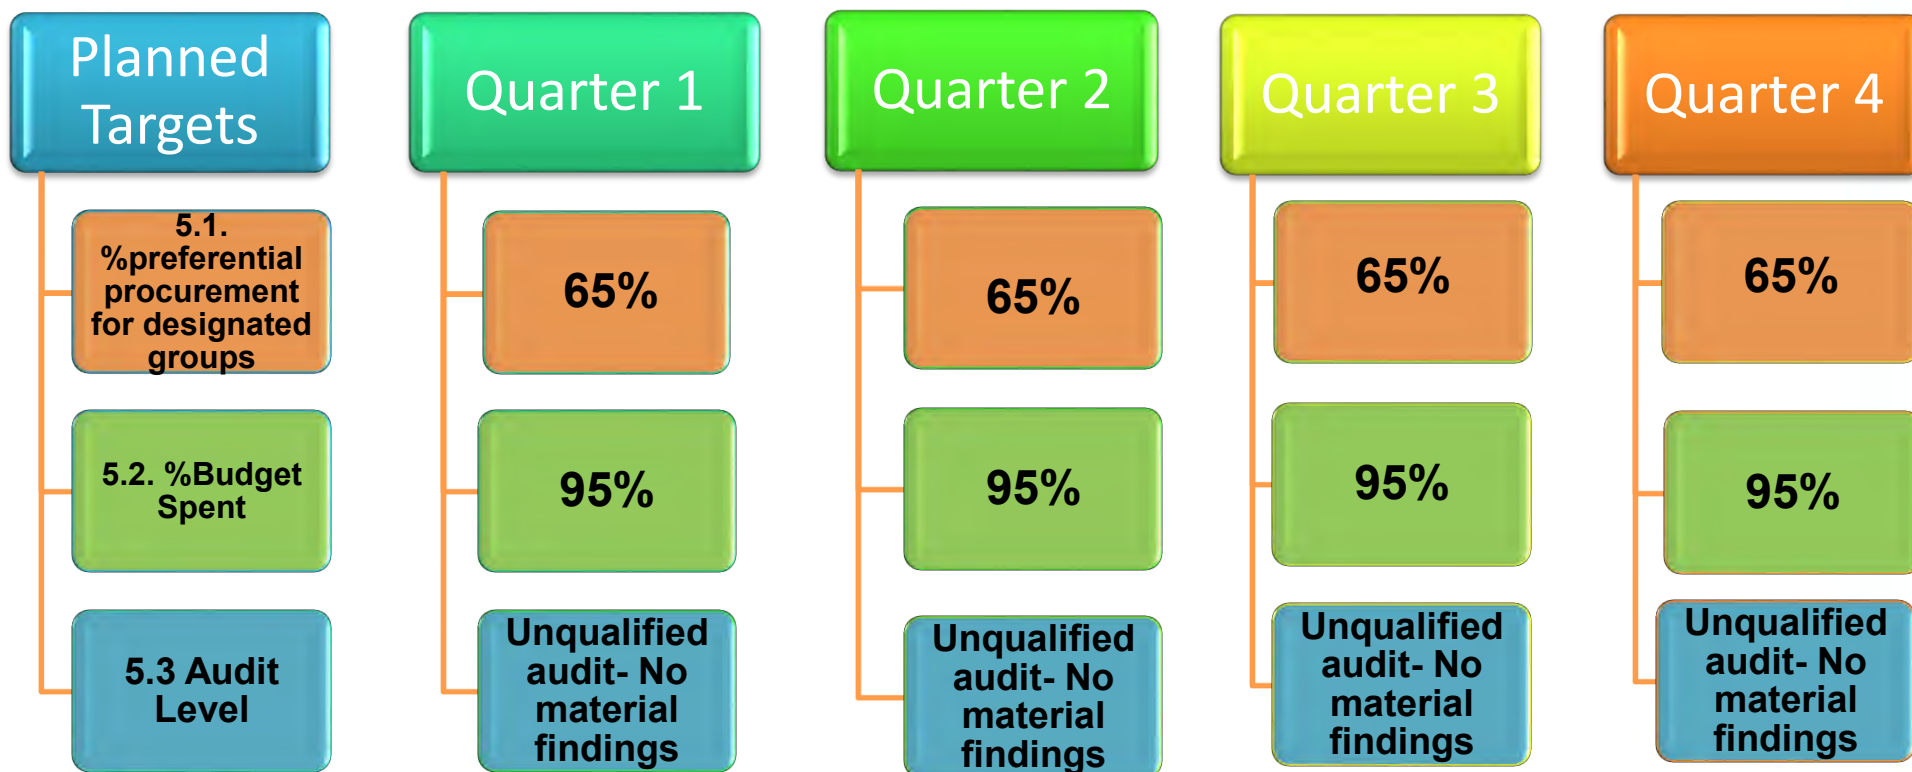 Planned
Targets
5.1.
%preferential
procurement
for designated
groups
5.2. %Budget
Spent
5.3 Audit
Level
Quarter 1
65%
95%
Unqualified
audit- No
material
findings
Quarter 2
65%
95%
Unqualified
audit- No
material
findings
Quarter 3
65%
95%
Unqualified
audit- No
material
findings
Quarter 4
65%
95%
Unqualified
audit- No
material
findings